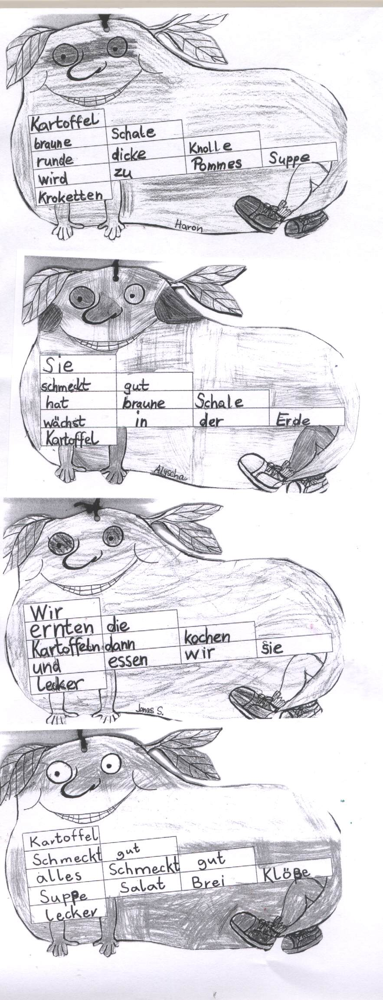 Kartoffel
braune Schale
runde dicke Knolle
wird zu Pommes Suppe
Kroketten
Haron
Sie
schmeckt gut
hat braune Schale
wächst in der Erde
Kartoffel
Alyscha
Wir
ernten die
Kartoffeln dann kochen
und essen wir sie
Lecker
Jonas S.
Kartoffel
Schmeckt gut
alles Schmeckt gut
Suppe Salat Brei Klöße
Lecker